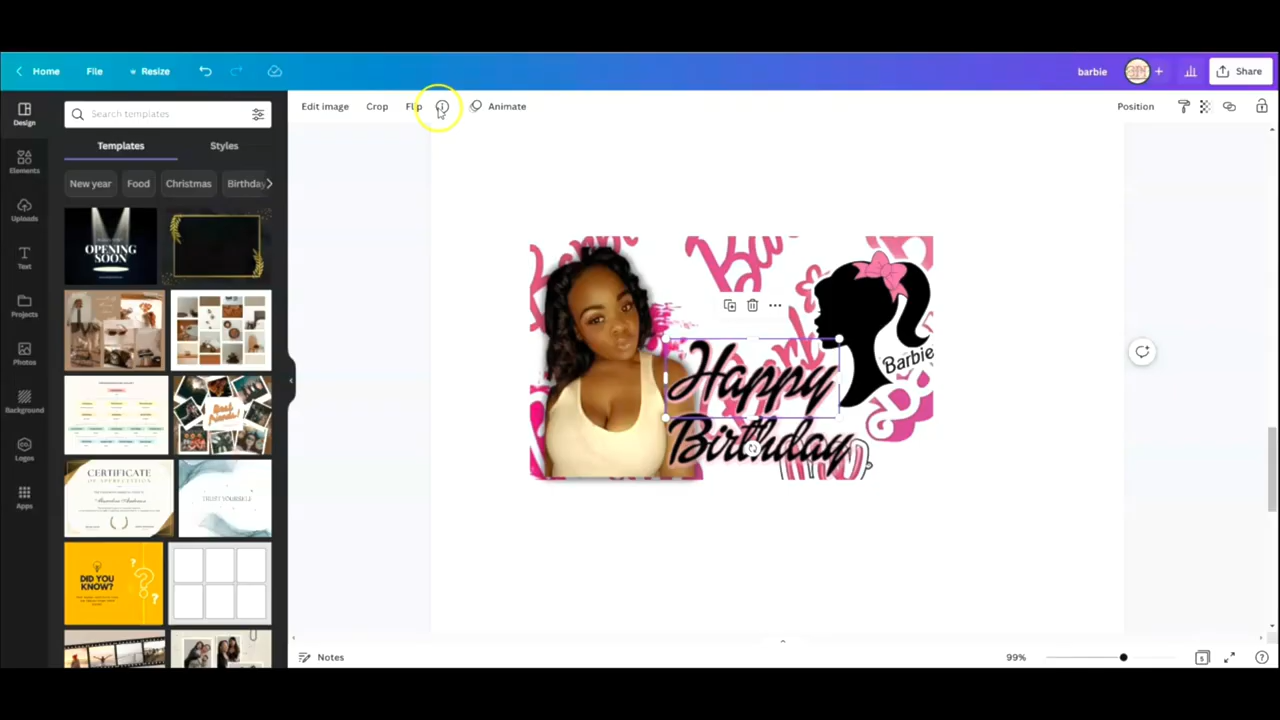 Home File Resize barbie + Share
Design Search templates Edit image Crop Flip Animate Position
Templates Styles
Elements
New year Food Christmas Birthday
Uploads
OPENING
SOON
Text
Projects
Photos
Happy Barbie
Background
Birthday
Logos
CERTIFICATE
OF APPRECIATION
Apps
DID YOU
KNOW?
Notes 99%